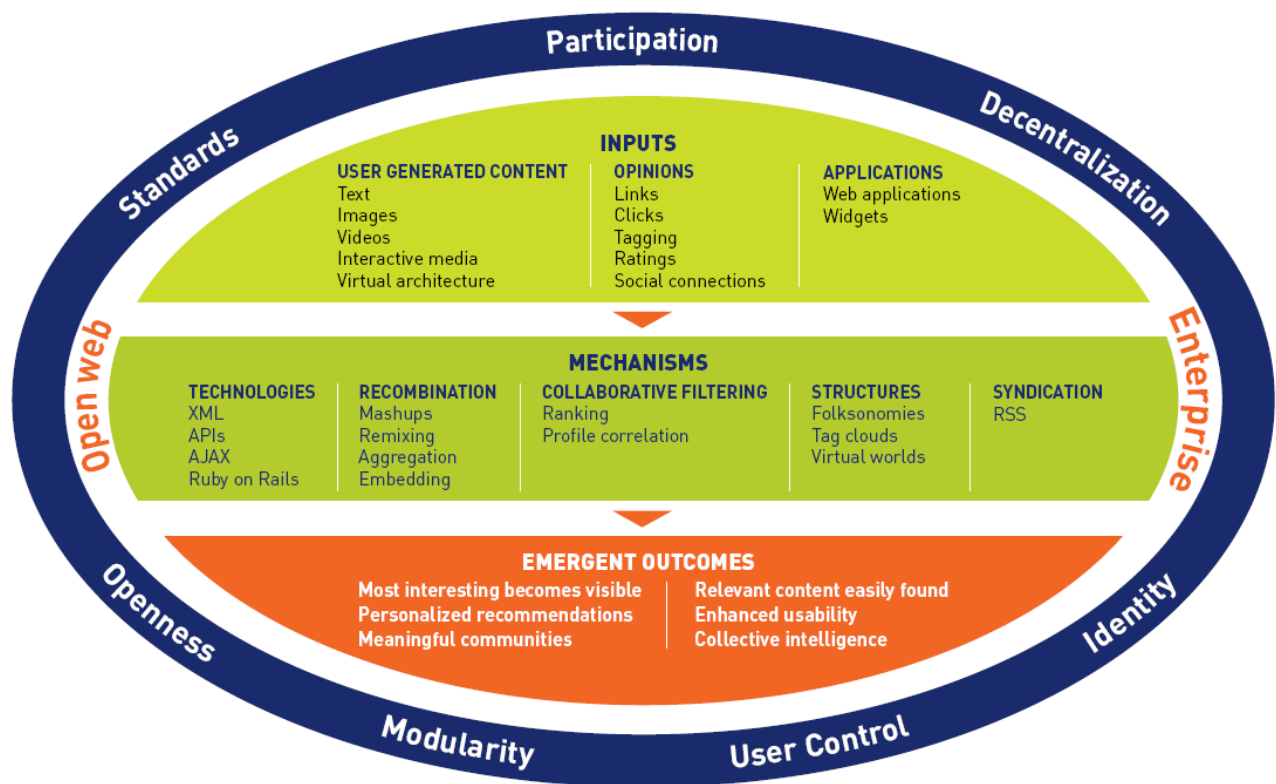 Participation
Standards
Decentralization
INPUTS
USER GENERATED CONTENT
Text
Images
Videos
Interactive media
Virtual architecture
OPINIONS
Links
Clicks
Tagging
Ratings
Social connections
APPLICATIONS
Web applications
Widgets
Open web
Enterprise
MECHANISMS
TECHNOLOGIES
XML
APIs
AJAX
Ruby on Rails
RECOMBINATION
Mashups
Remixing
Aggregation
Embedding
COLLABORATIVE FILTERING
Ranking
Profile correlation
STRUCTURES
Folksonomies
Tag clouds
Virtual worlds
SYNDICATION
RSS
EMERGENT OUTCOMES
Most interesting becomes visible
Personalized recommendations
Meaningful communities
Relevant content easily found
Enhanced usability
Collective intelligence
Openness
Identity
Modularity
User Control